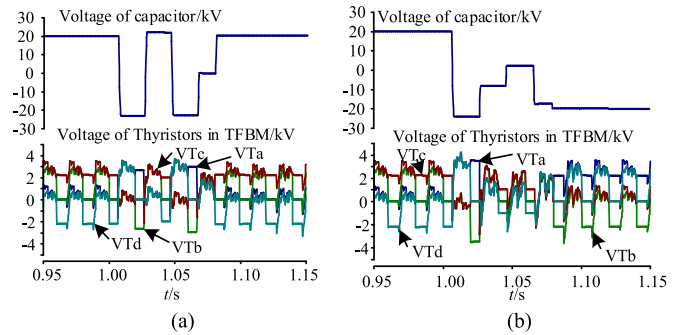 Voltage of capacitor/kV
30
20
10
0
-10
-20
-30
Voltage of Thyristors in TFBM/kV
4
2
0
-2
-4
VTc
VTa
VTd
VTb
0.95 1.00 1.05 1.10 1.15
t/s
(a)
Voltage of capacitor/kV
30
20
10
0
-10
-20
-30
Voltage of Thyristors in TFBM/kV
4
2
0
-2
-4
VTc
VTa
VTd
VTb
0.95 1.00 1.05 1.10 1.15
t/s
(b)